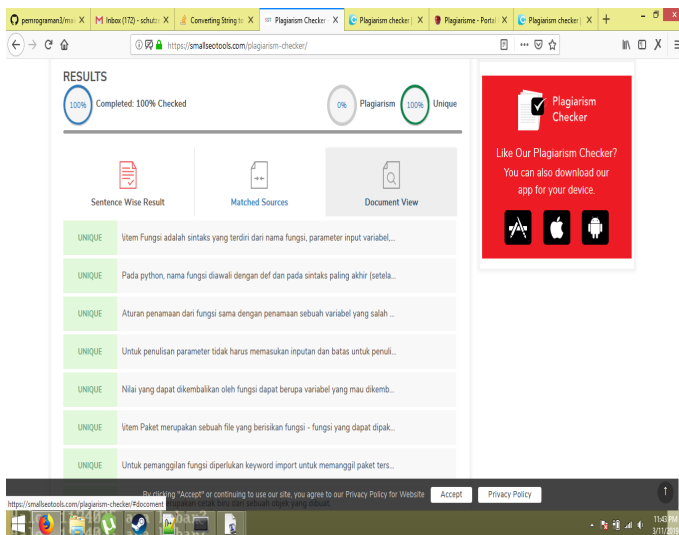 pemrograman3/ma
Inbox (172) - schut
Converting String to
Plagiarism Checker
Plagiarism checker |
Plagiarisme - Portal
Plagiarism checker |
https://smallseotools.com/plagiarism-checker/
RESULTS
100%
Completed: 100% Checked
0%
Plagiarism
100%
Unique
Sentence Wise Result
Matched Sources
Document View
UNIQUE \item Fungsi adalah sintaks yang terdiri dari nama fungsi, parameter input variabel,...
UNIQUE Pada python, nama fungsi diawali dengan def dan pada sintaks paling akhir (setela...
UNIQUE Aturan penamaan dari fungsi sama dengan penamaan sebuah variabel yang salah ...
UNIQUE Untuk penulisan parameter tidak harus memasukan inputan dan batas untuk penuli...
UNIQUE Nilai yang dapat dikembalikan oleh fungsi dapat berupa variabel yang mau dikemb...
UNIQUE \item Paket merupakan sebuah file yang berisikan fungsi - fungsi yang dapat dipak...
UNIQUE Untuk pemanggilan fungsi diperlukan keyword import untuk memanggil paket ters...
Plagiarism
Checker
Like Our Plagiarism Checker?
You can also download our
app for your device.
By clicking "Accept" or continuing to use our site, you agree to our Privacy Policy for Website
Accept
Privacy Policy
https://smallseotools.com/plagiarism-checker/#docoment
11:43 PM
3/11/2019